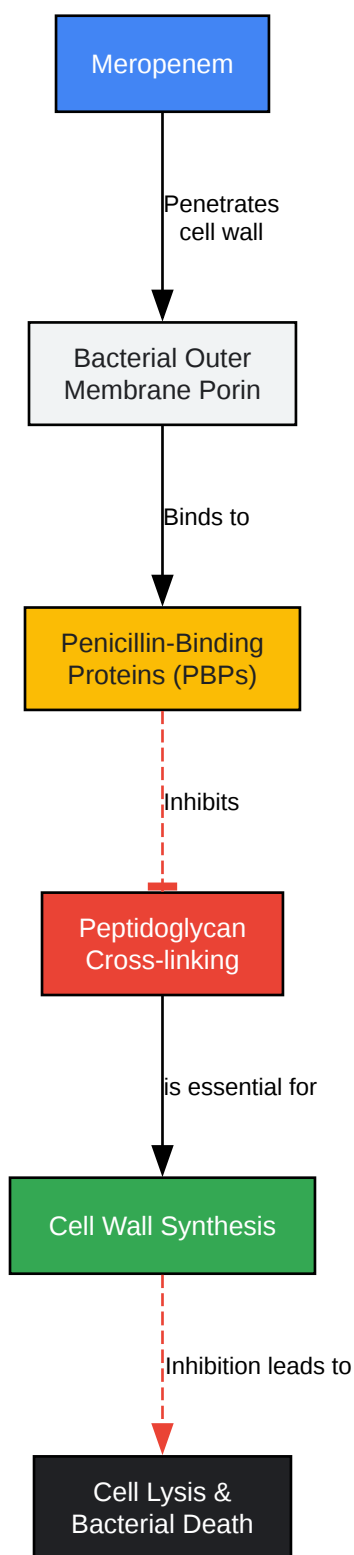 Meropenem
Penetrates
cell wall
Bacterial Outer
Membrane Porin
Binds to
Penicillin-Binding
Proteins (PBPs)
Inhibits
Peptidoglycan
Cross-linking
is essential for
Cell Wall Synthesis
Inhibition leads to
Cell Lysis &
Bacterial Death